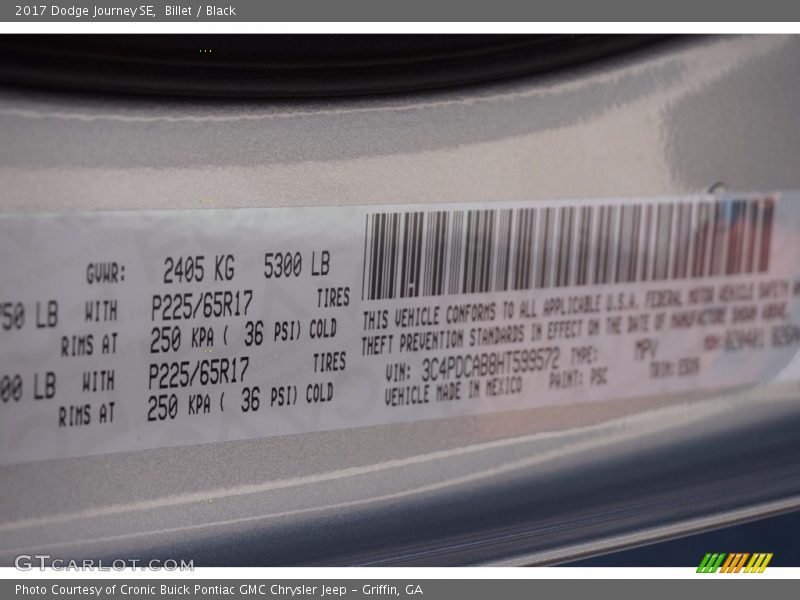 2017 Dodge Journey SE, Billet / Black
GVWR: 2405 KG 5300 LB
750 LB WITH P225/65R17 TIRES
RIMS AT 250 KPA ( 36 PSI) COLD
00 LB WITH P225/65R17 TIRES
RIMS AT 250 KPA ( 36 PSI) COLD
THIS VEHICLE CONFORMS TO ALL APPLICABLE U.S.A. FEDERAL MOTOR VEHICLE SAFETY
THEFT PREVENTION STANDARDS IN EFFECT ON THE DATE OF MANUFACTURE SHOWN ABOVE.
VIN: 3C4PDCAB8HT599572 TYPE: MPV
VEHICLE MADE IN MEXICO PAINT: PSC TRIM:
GTCARLOT.COM
Photo Courtesy of Cronic Buick Pontiac GMC Chrysler Jeep - Griffin, GA